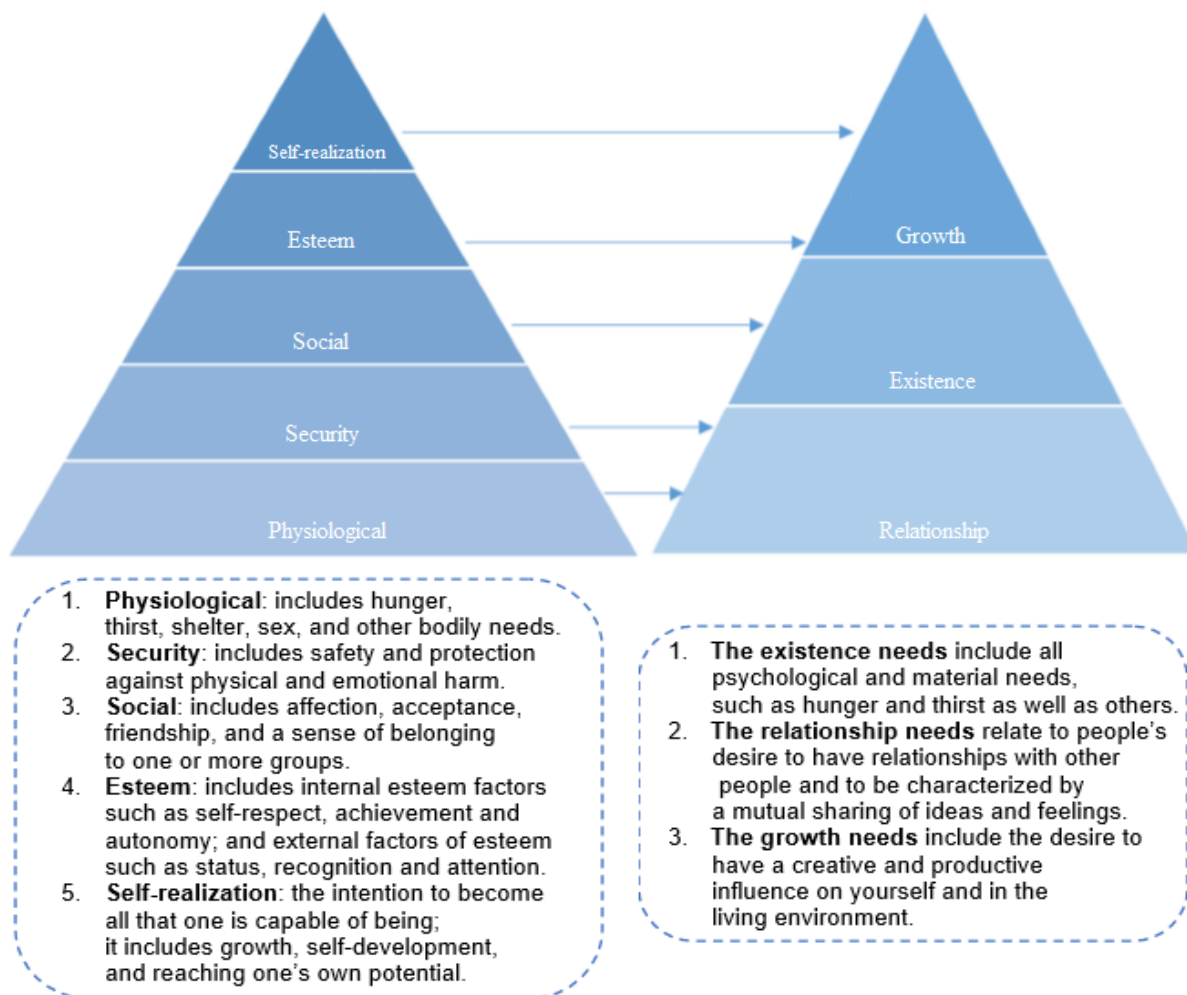 Self-realization
Esteem
Social
Security
Physiological
Growth
Existence
Relationship
1. Physiological: includes hunger,
thirst, shelter, sex, and other bodily needs.
2. Security: includes safety and protection
against physical and emotional harm.
3. Social: includes affection, acceptance,
friendship, and a sense of belonging
to one or more groups.
4. Esteem: includes internal esteem factors
such as self-respect, achievement and
autonomy; and external factors of esteem
such as status, recognition and attention.
5. Self-realization: the intention to become
all that one is capable of being;
it includes growth, self-development,
and reaching one's own potential.
1. The existence needs include all
psychological and material needs,
such as hunger and thirst as well as others.
2. The relationship needs relate to people's
desire to have relationships with other
people and to be characterized by
a mutual sharing of ideas and feelings.
3. The growth needs include the desire to
have a creative and productive
influence on yourself and in the
living environment.